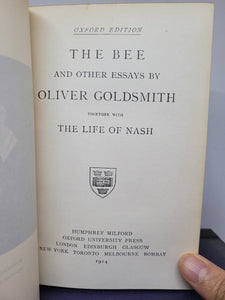 OXFORD EDITION
THE BEE
AND OTHER ESSAYS BY
OLIVER GOLDSMITH
TOGETHER WITH
THE LIFE OF NASH
HUMPHREY MILFORD
OXFORD UNIVERSITY PRESS
LONDON EDINBURGH GLASGOW
NEW YORK TORONTO MELBOURNE BOMBAY
1914